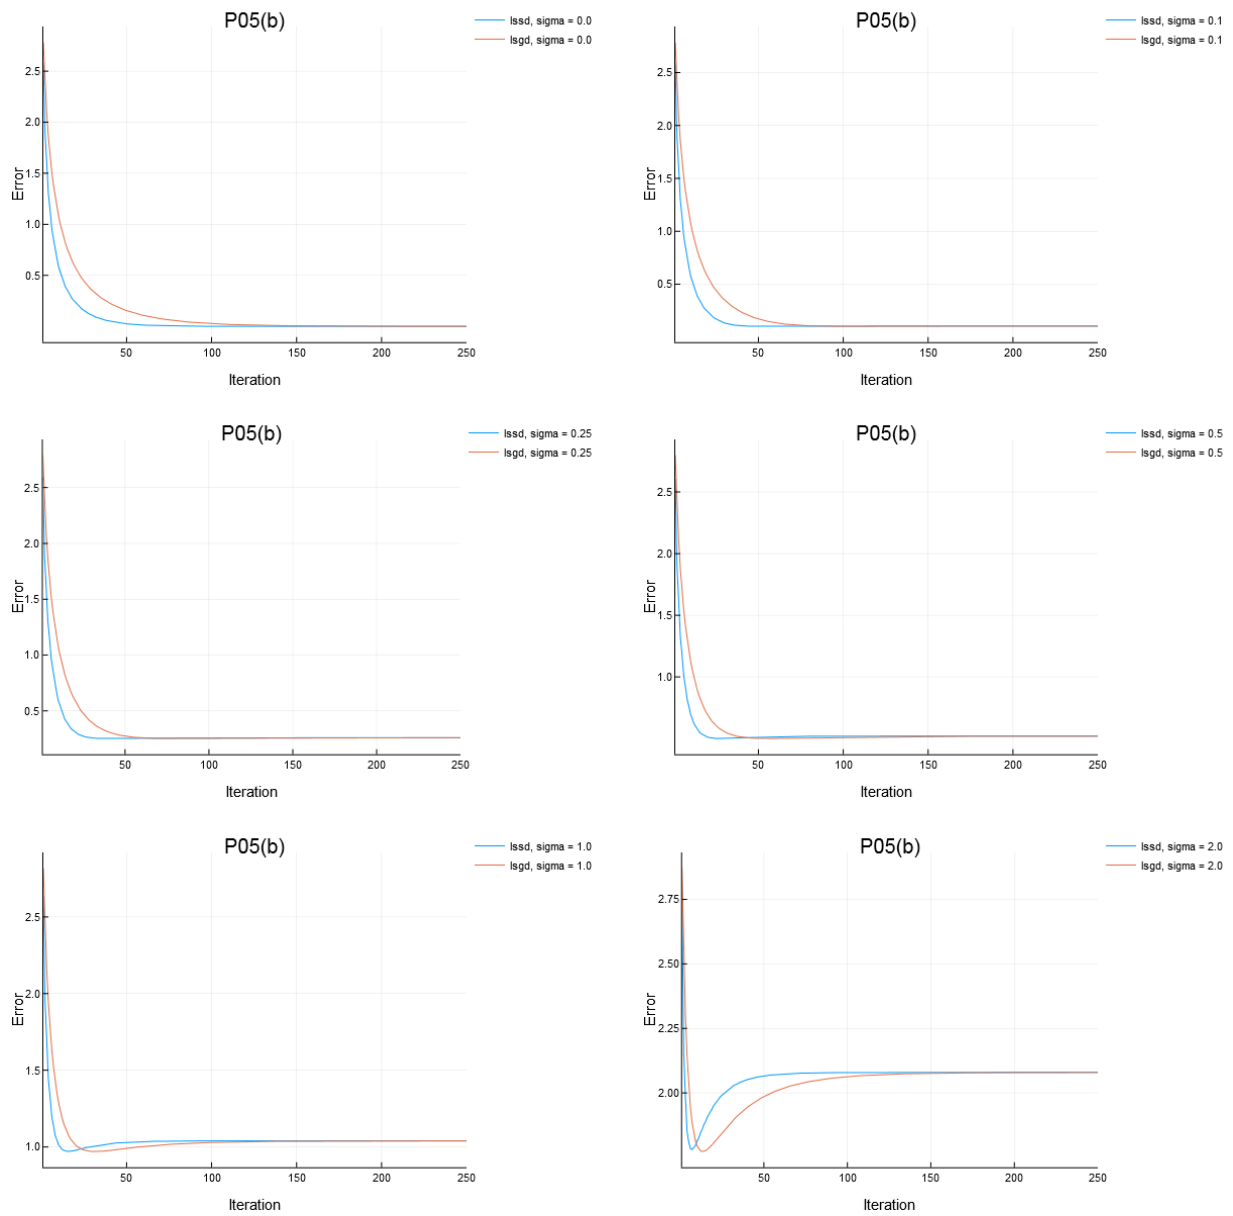 P05(b)
lssd, sigma = 0.0
lsgd, sigma = 0.0
2.5
2.0
1.5
1.0
0.5
Error
50 100 150 200 250
Iteration
P05(b)
lssd, sigma = 0.1
lsgd, sigma = 0.1
2.5
2.0
1.5
1.0
0.5
Error
50 100 150 200 250
Iteration
P05(b)
lssd, sigma = 0.25
lsgd, sigma = 0.25
2.5
2.0
1.5
1.0
0.5
Error
50 100 150 200 250
Iteration
P05(b)
lssd, sigma = 0.5
lsgd, sigma = 0.5
2.5
2.0
1.5
1.0
Error
50 100 150 200 250
Iteration
P05(b)
lssd, sigma = 1.0
lsgd, sigma = 1.0
2.5
2.0
1.5
1.0
Error
50 100 150 200 250
Iteration
P05(b)
lssd, sigma = 2.0
lsgd, sigma = 2.0
2.75
2.50
2.25
2.00
Error
50 100 150 200 250
Iteration